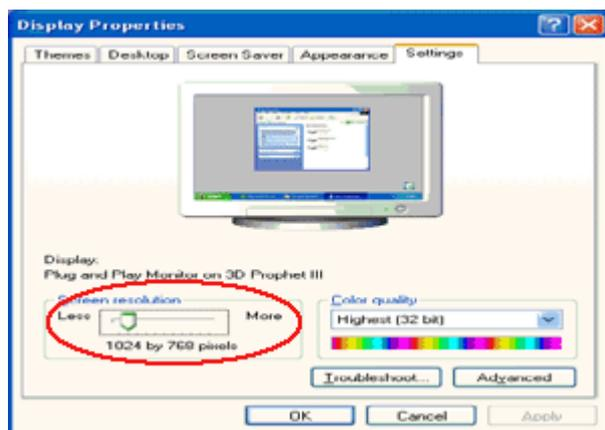 Display Properties
Themes Desktop Screen Saver Appearance Settings
Display:
Plug and Play Monitor on 3D Prophet III
Screen resolution
Less More
1024 by 768 pixels
Color quality
Highest (32 bit)
Troubleshoot... Advanced
OK Cancel Apply